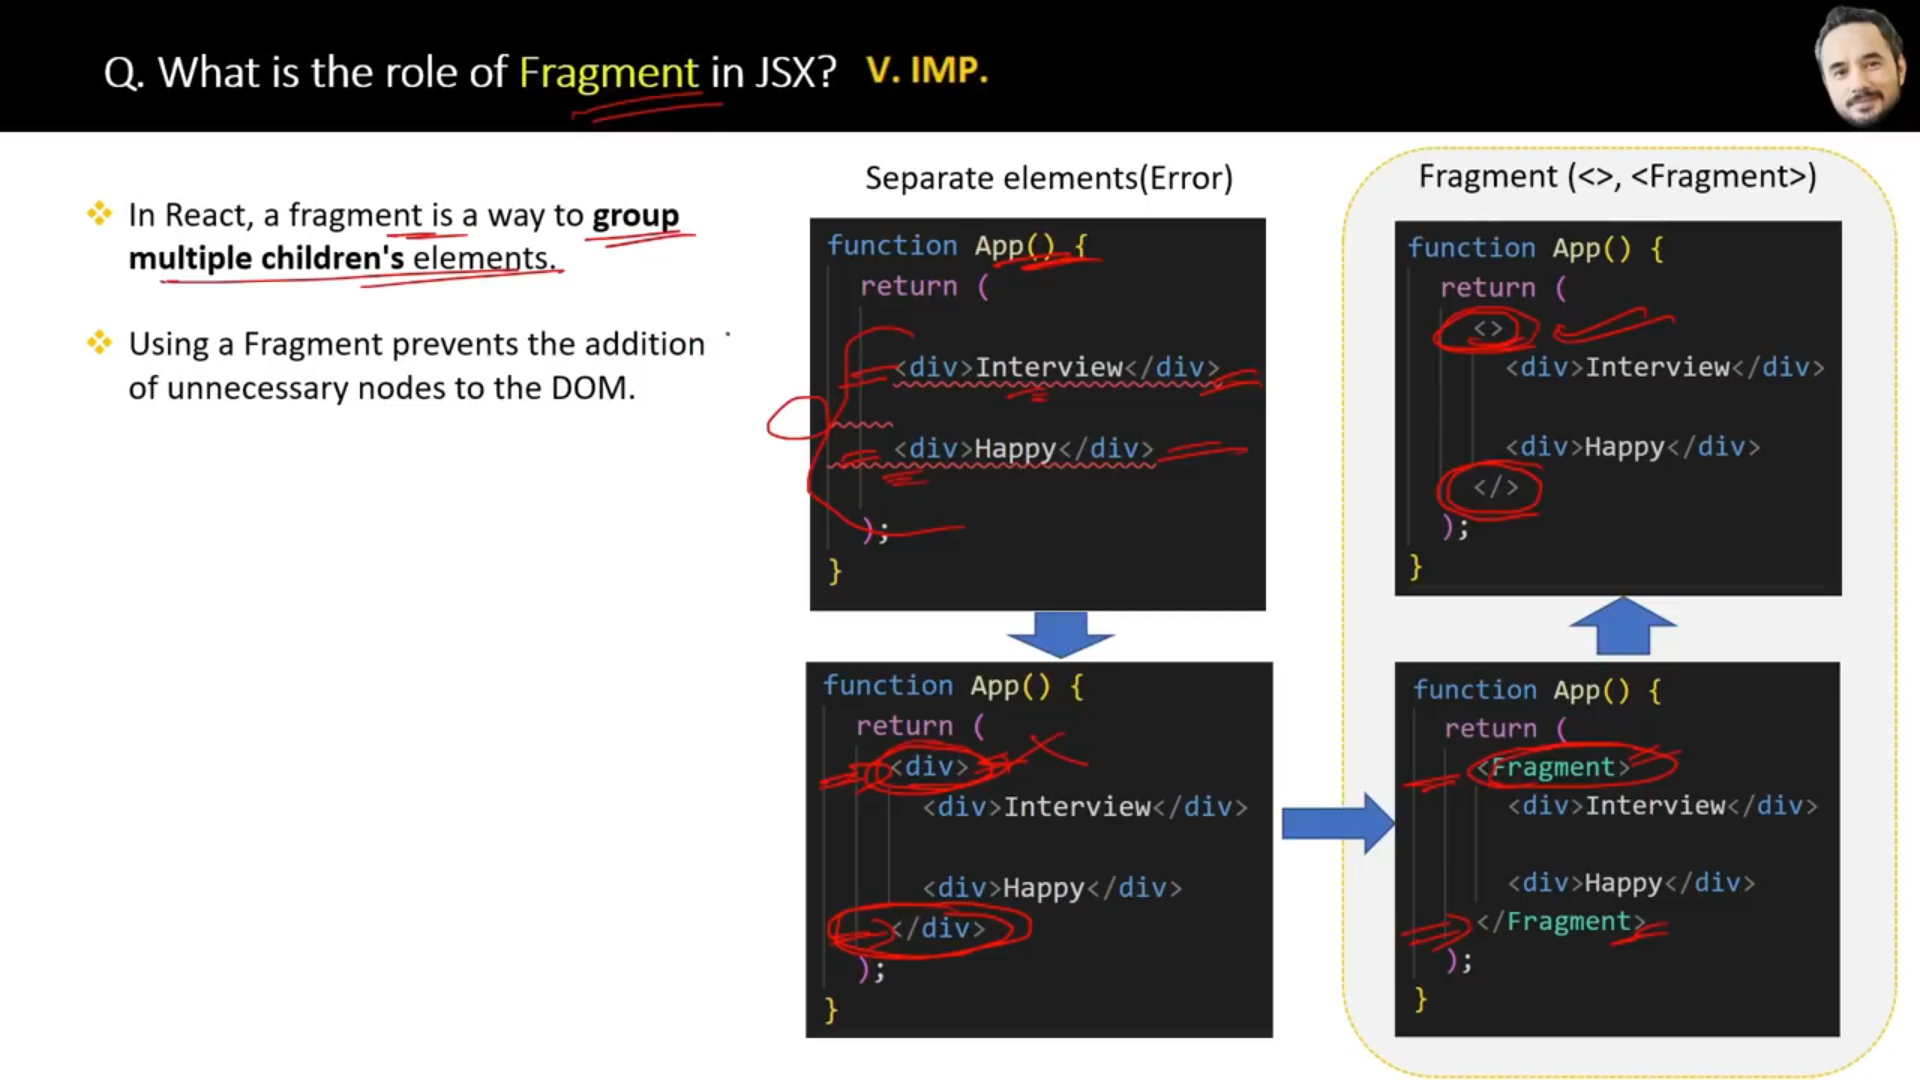 Q. What is the role of Fragment in JSX? V. IMP.
In React, a fragment is a way to group
multiple children's elements.
Using a Fragment prevents the addition
of unnecessary nodes to the DOM.
Separate elements(Error)
function App() {
return (
<div>Interview</div>
<div>Happy</div>
);
}
function App() {
return (
<div>
<div>Interview</div>
<div>Happy</div>
</div>
);
}
Fragment (<>, <Fragment>)
function App() {
return (
<>
<div>Interview</div>
<div>Happy</div>
</>
);
}
function App() {
return (
<Fragment>
<div>Interview</div>
<div>Happy</div>
</Fragment>
);
}